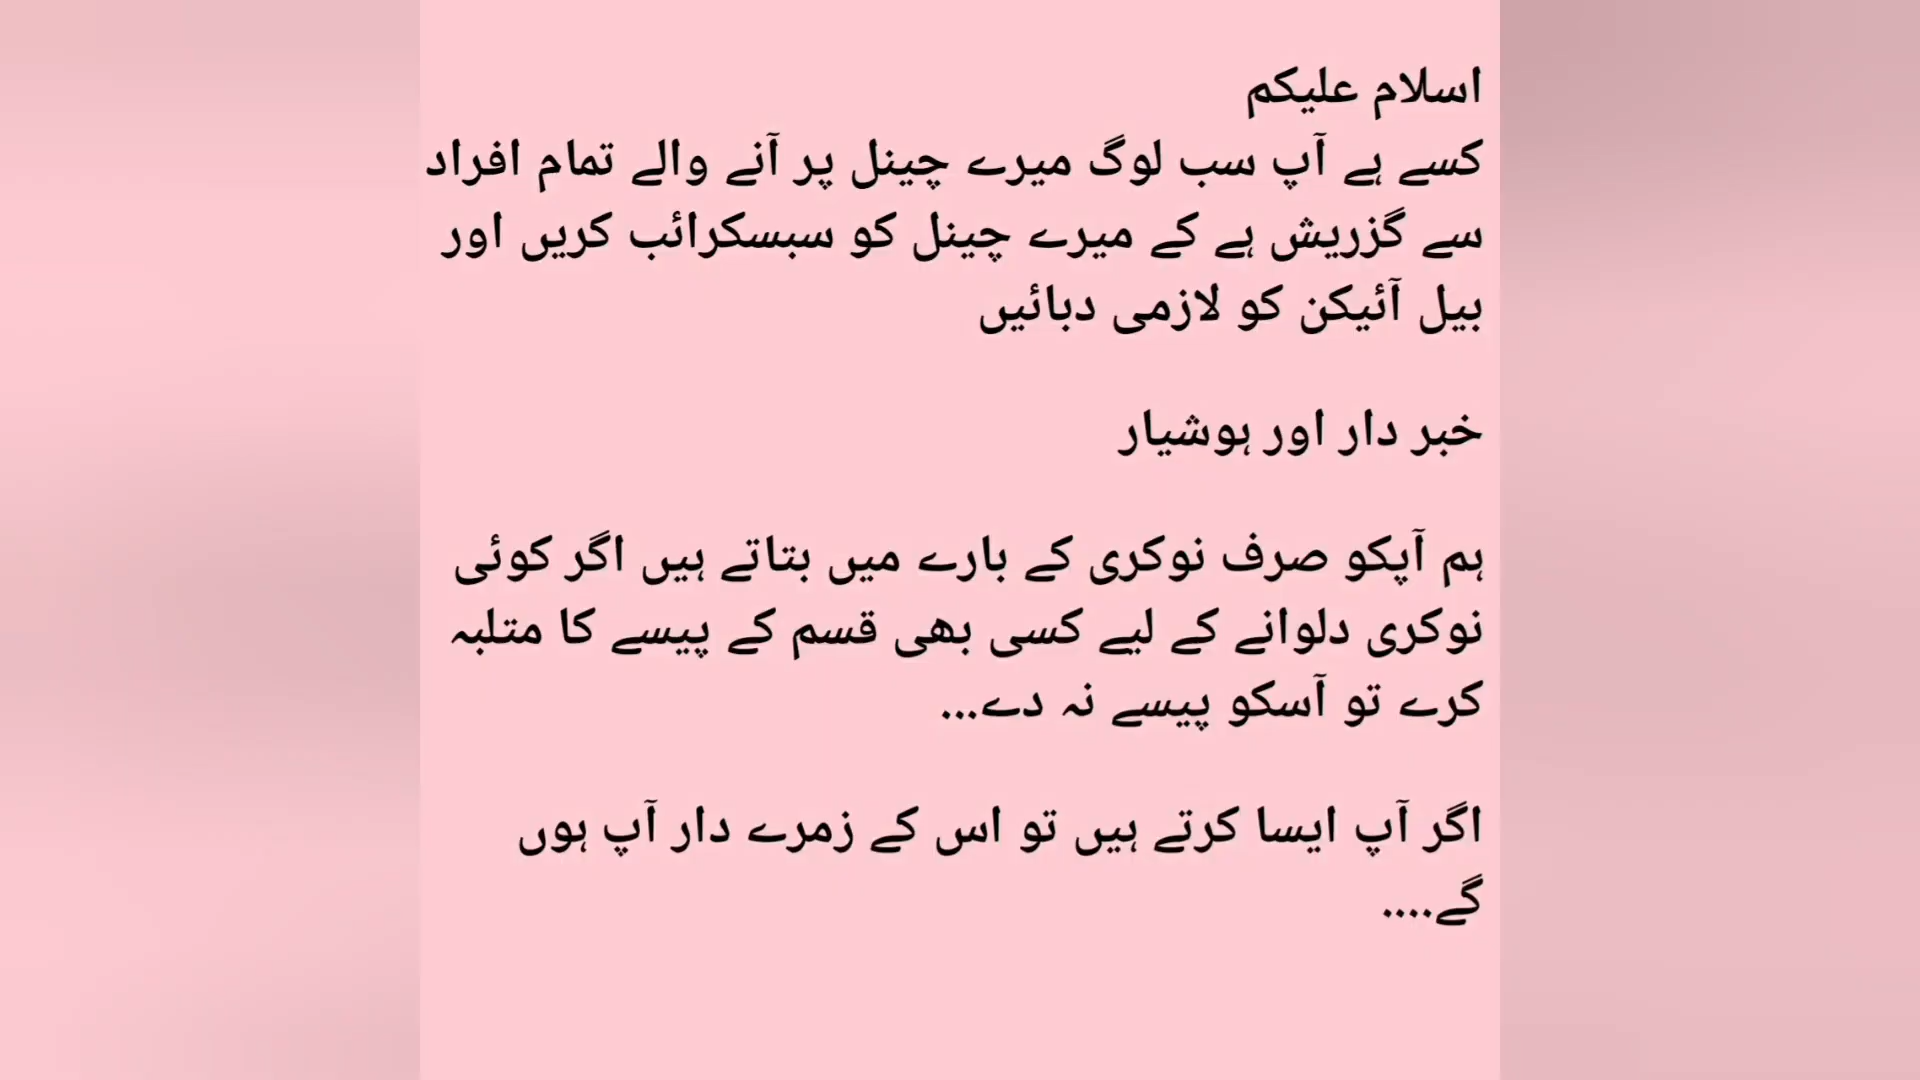 اسلام علیکم
کسے ہے آپ سب لوگ میرے چینل پر آنے والے تمام افراد
سے گزریش ہے کے میرے چینل کو سبسکرائب کریں اور
بیل آئیکن کو لازمی دبائیں
خبر دار اور ہوشیار
ہم آپکو صرف نوکری کے بارے میں بتاتے ہیں اگر کوئی
نوکری دلوانے کے لیے کسی بھی قسم کے پیسے کا متلبہ
کرے تو آسکو پیسے نہ دے...
اگر آپ ایسا کرتے ہیں تو اس کے زمرے دار آپ ہوں
گے....